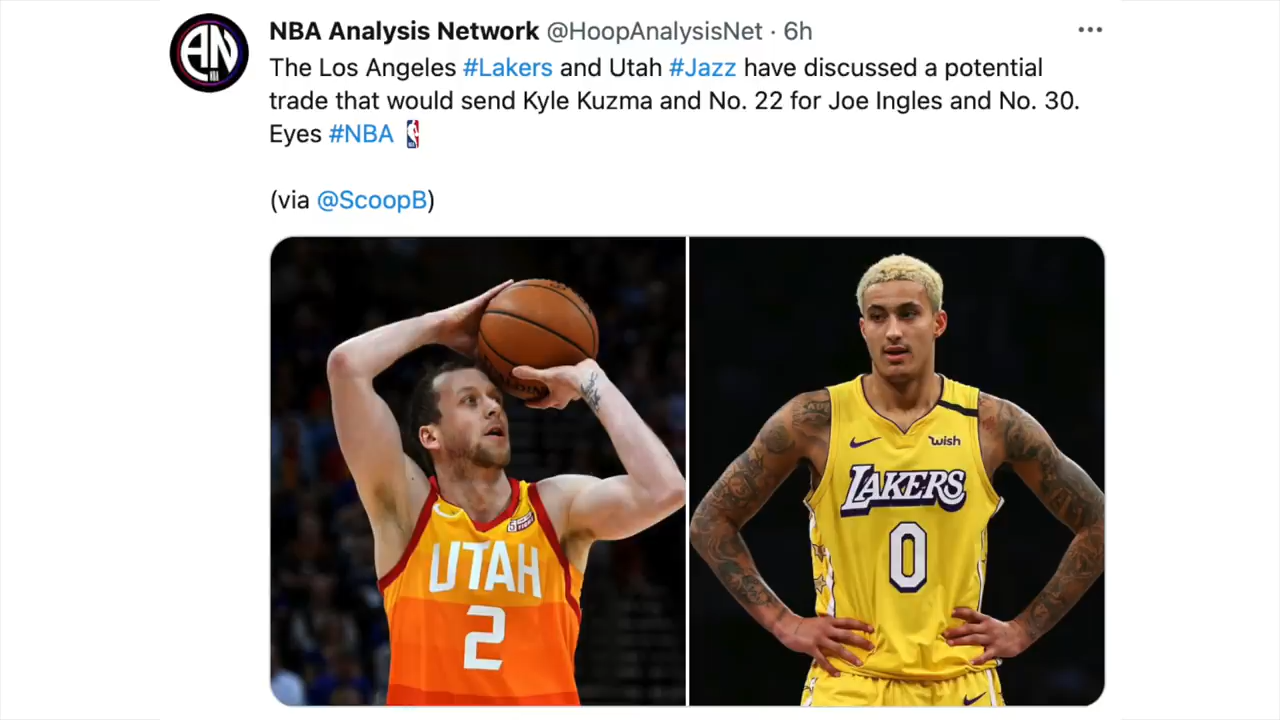 NBA Analysis Network @HoopAnalysisNet · 6h
The Los Angeles #Lakers and Utah #Jazz have discussed a potential
trade that would send Kyle Kuzma and No. 22 for Joe Ingles and No. 30.
Eyes #NBA
(via @ScoopB)
AN
NBA
UTAH
2
wish
LAKERS
0